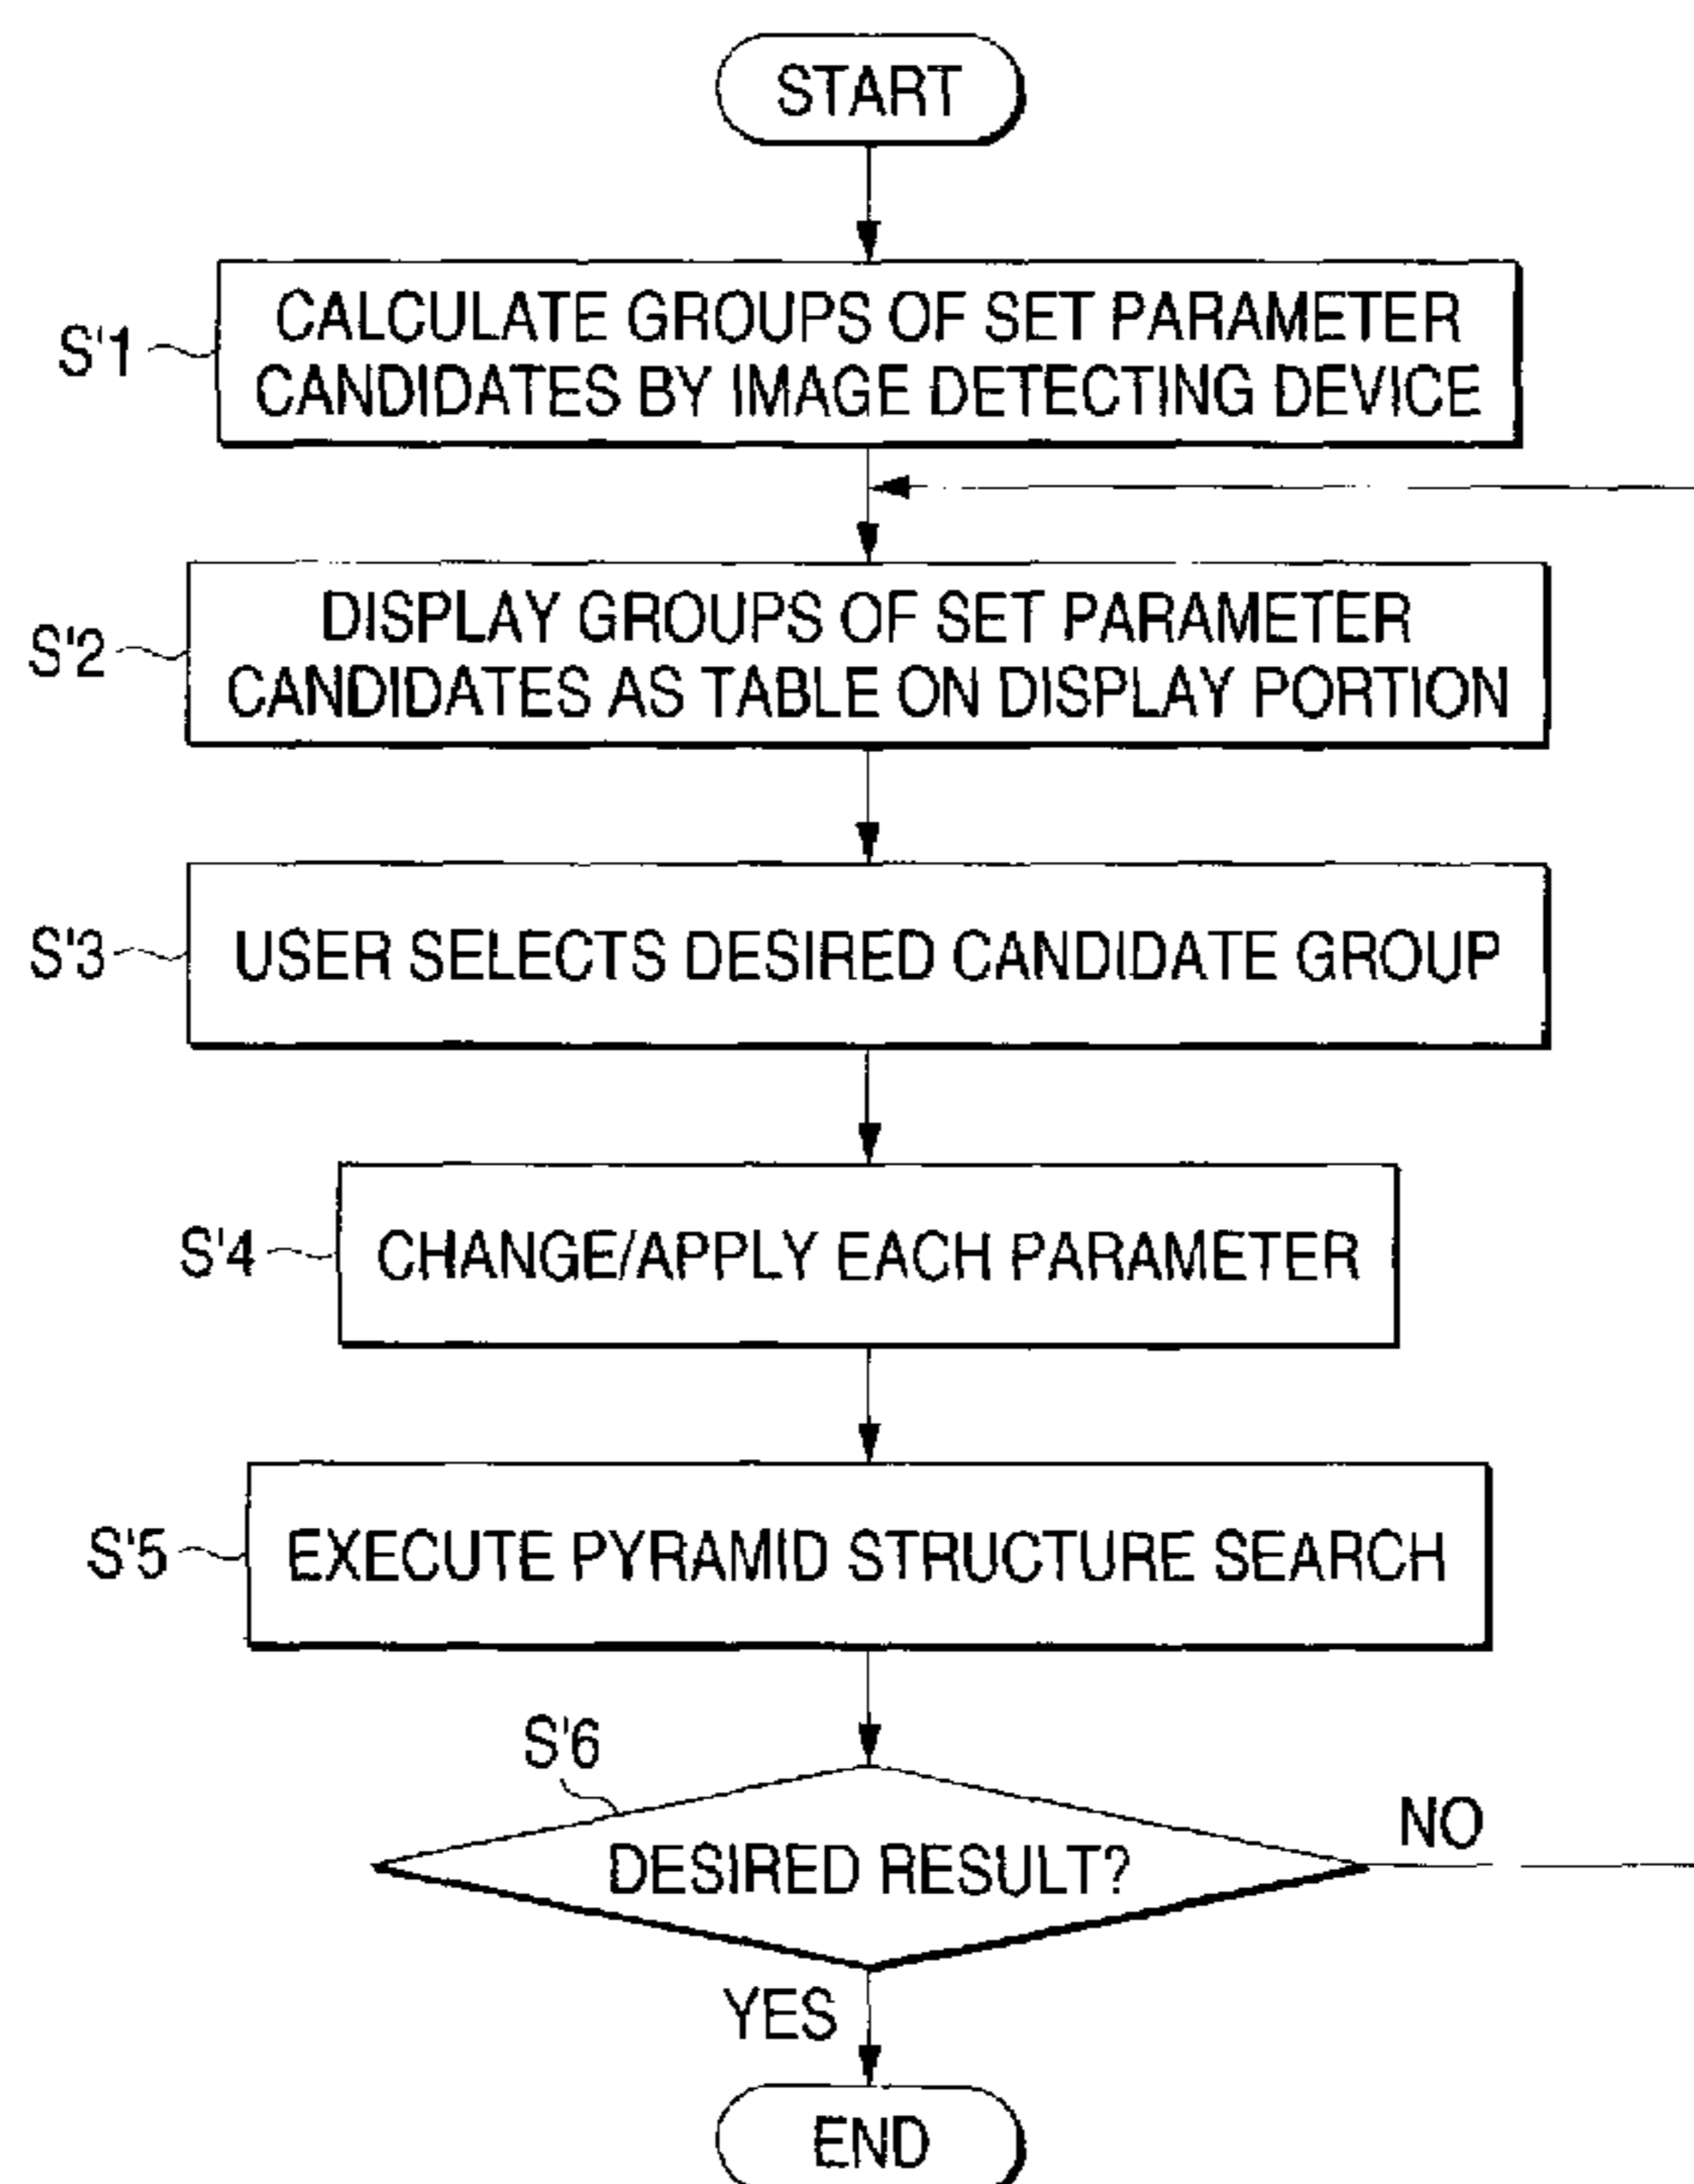 START
S'1
CALCULATE GROUPS OF SET PARAMETER
CANDIDATES BY IMAGE DETECTING DEVICE
S'2
DISPLAY GROUPS OF SET PARAMETER
CANDIDATES AS TABLE ON DISPLAY PORTION
S'3
USER SELECTS DESIRED CANDIDATE GROUP
S'4
CHANGE/APPLY EACH PARAMETER
S'5
EXECUTE PYRAMID STRUCTURE SEARCH
S'6
DESIRED RESULT?
NO
YES
END